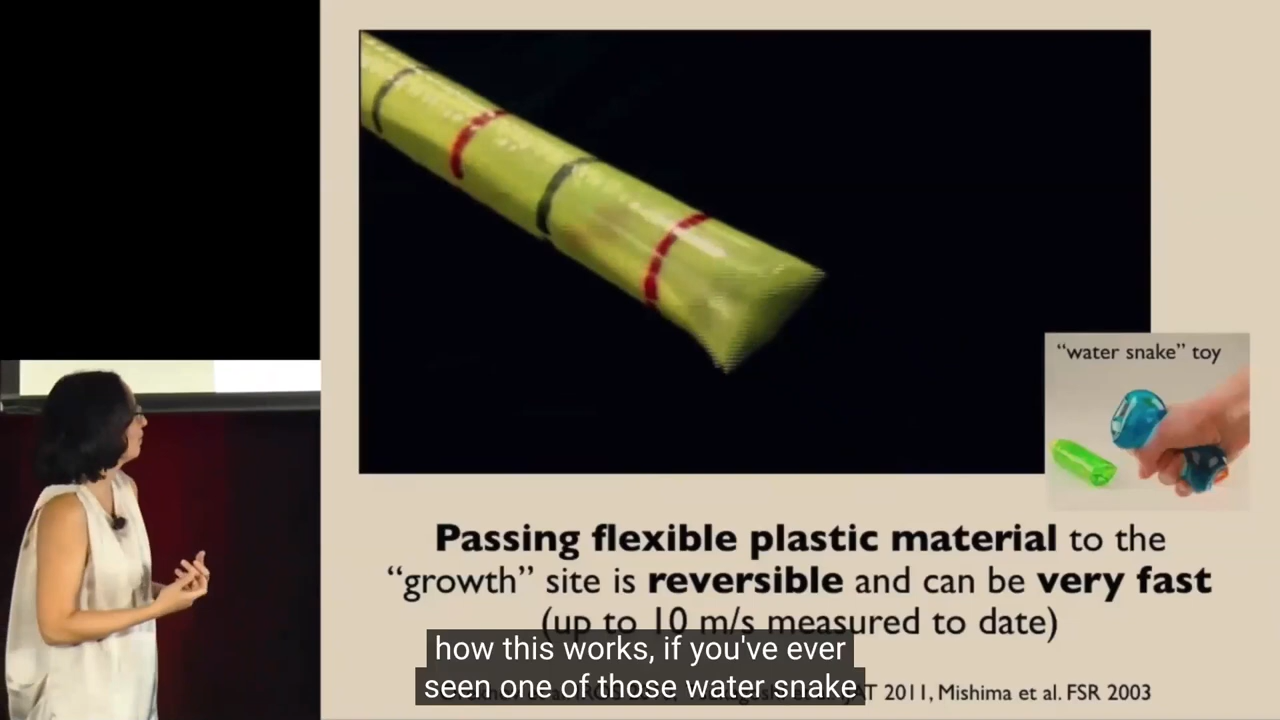 “water snake” toy
Passing flexible plastic material to the
“growth” site is reversible and can be very fast
(up to 10 m/s measured to date)
how this works, if you've ever
seen one of those water snake
2011, Mishima et al. FSR 2003